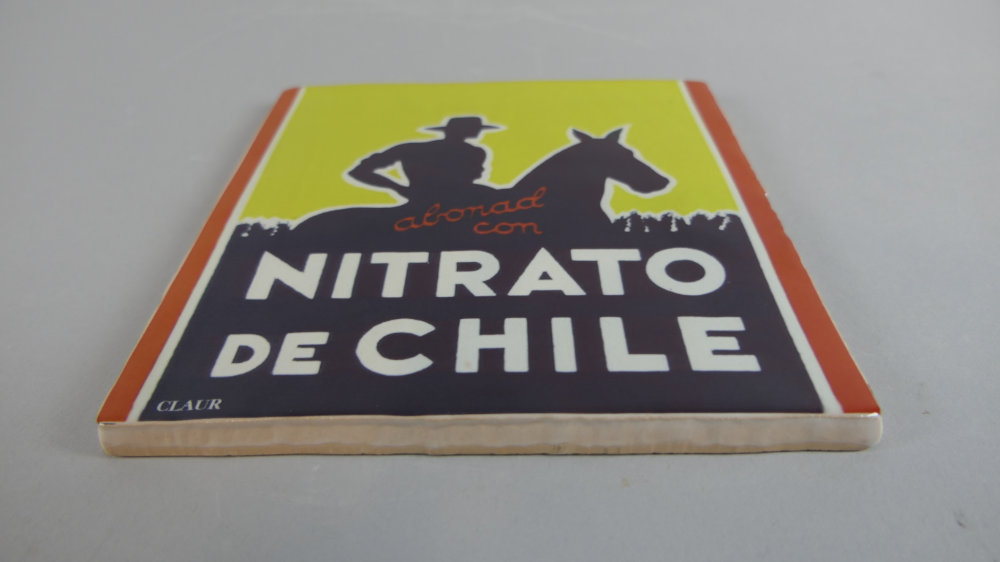 abonad
con
NITRATO
DE CHILE
CLAUR